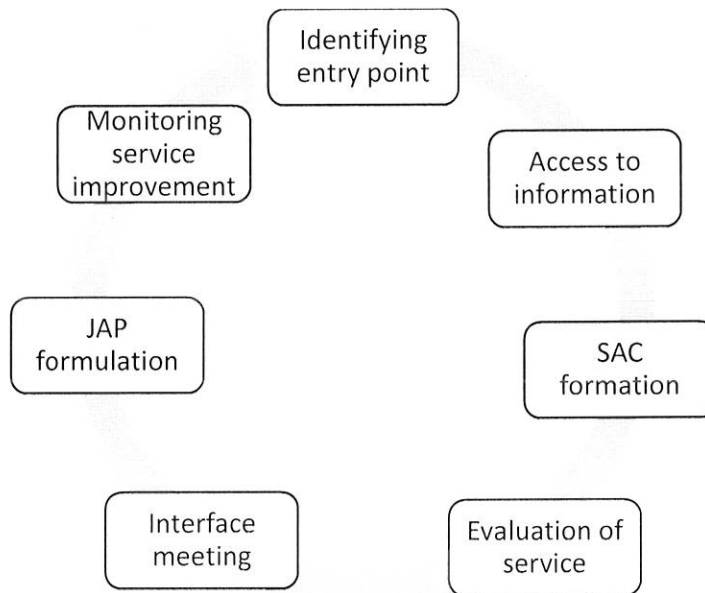 Identifying
entry point
Access to
information
SAC
formation
Evaluation of
service
Interface
meeting
JAP
formulation
Monitoring
service
improvement